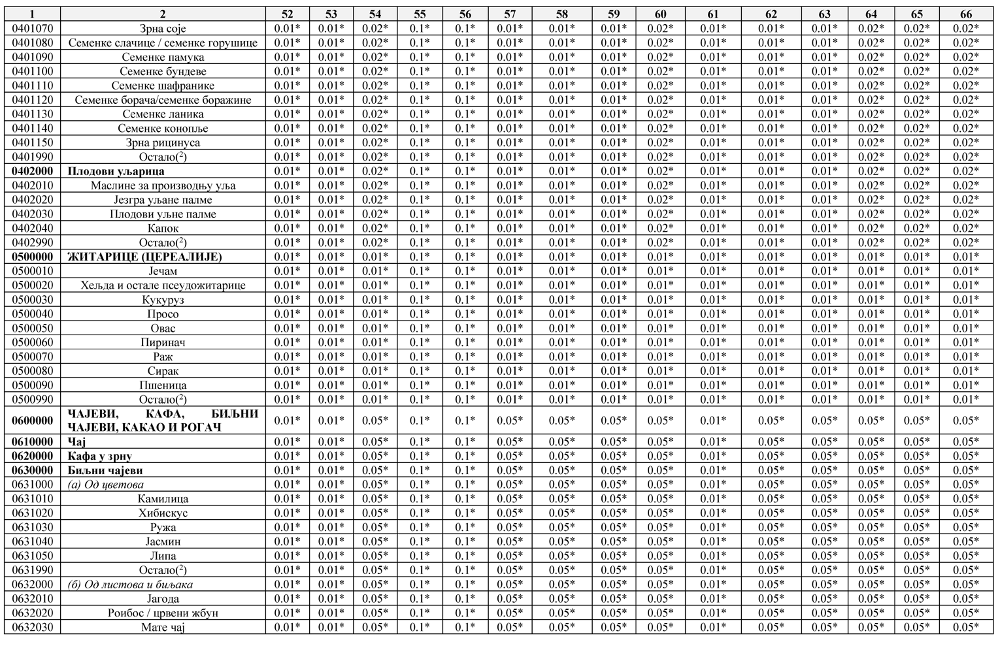 1 2 52 53 54 55 56 57 58 59 60 61 62 63 64 65 66
0401070 Зрна соје 0.01* 0.01* 0.02* 0.1* 0.1* 0.01* 0.01* 0.01* 0.02* 0.01* 0.01* 0.01* 0.02* 0.02* 0.02*
0401080 Семенке слачице / семенке горушице 0.01* 0.01* 0.02* 0.1* 0.1* 0.01* 0.01* 0.01* 0.02* 0.01* 0.01* 0.01* 0.02* 0.02* 0.02*
0401090 Семенке памука 0.01* 0.01* 0.02* 0.1* 0.1* 0.01* 0.01* 0.01* 0.02* 0.01* 0.01* 0.01* 0.02* 0.02* 0.02*
0401100 Семенке бундеве 0.01* 0.01* 0.02* 0.1* 0.1* 0.01* 0.01* 0.01* 0.02* 0.01* 0.01* 0.01* 0.02* 0.02* 0.02*
0401110 Семенке шафранике 0.01* 0.01* 0.02* 0.1* 0.1* 0.01* 0.01* 0.01* 0.02* 0.01* 0.01* 0.01* 0.02* 0.02* 0.02*
0401120 Семенке борача/семенке боражине 0.01* 0.01* 0.02* 0.1* 0.1* 0.01* 0.01* 0.01* 0.02* 0.01* 0.01* 0.01* 0.02* 0.02* 0.02*
0401130 Семенке ланика 0.01* 0.01* 0.02* 0.1* 0.1* 0.01* 0.01* 0.01* 0.02* 0.01* 0.01* 0.01* 0.02* 0.02* 0.02*
0401140 Семенке конопље 0.01* 0.01* 0.02* 0.1* 0.1* 0.01* 0.01* 0.01* 0.02* 0.01* 0.01* 0.01* 0.02* 0.02* 0.02*
0401150 Зрна рицинуса 0.01* 0.01* 0.02* 0.1* 0.1* 0.01* 0.01* 0.01* 0.02* 0.01* 0.01* 0.01* 0.02* 0.02* 0.02*
0401990 Остало(²) 0.01* 0.01* 0.02* 0.1* 0.1* 0.01* 0.01* 0.01* 0.02* 0.01* 0.01* 0.01* 0.02* 0.02* 0.02*
0402000 Плодови уљарица 0.01* 0.01* 0.02* 0.1* 0.1* 0.01* 0.01* 0.01* 0.02* 0.01* 0.01* 0.01* 0.02* 0.02* 0.02*
0402010 Маслине за производњу уља 0.01* 0.01* 0.02* 0.1* 0.1* 0.01* 0.01* 0.01* 0.02* 0.01* 0.01* 0.01* 0.02* 0.02* 0.02*
0402020 Језгра уљане палме 0.01* 0.01* 0.02* 0.1* 0.1* 0.01* 0.01* 0.01* 0.02* 0.01* 0.01* 0.01* 0.02* 0.02* 0.02*
0402030 Плодови уљне палме 0.01* 0.01* 0.02* 0.1* 0.1* 0.01* 0.01* 0.01* 0.02* 0.01* 0.01* 0.01* 0.02* 0.02* 0.02*
0402040 Капок 0.01* 0.01* 0.02* 0.1* 0.1* 0.01* 0.01* 0.01* 0.02* 0.01* 0.01* 0.01* 0.02* 0.02* 0.02*
0402990 Остало(²) 0.01* 0.01* 0.02* 0.1* 0.1* 0.01* 0.01* 0.01* 0.02* 0.01* 0.01* 0.01* 0.02* 0.02* 0.02*
0500000 ЖИТАРИЦЕ (ЦЕРЕАЛИЈЕ) 0.01* 0.01* 0.01* 0.1* 0.1* 0.01* 0.01* 0.01* 0.01* 0.01* 0.01* 0.01* 0.01* 0.01* 0.01*
0500010 Јечам 0.01* 0.01* 0.01* 0.1* 0.1* 0.01* 0.01* 0.01* 0.01* 0.01* 0.01* 0.01* 0.01* 0.01* 0.01*
0500020 Хељда и остале псеудожитарице 0.01* 0.01* 0.01* 0.1* 0.1* 0.01* 0.01* 0.01* 0.01* 0.01* 0.01* 0.01* 0.01* 0.01* 0.01*
0500030 Кукуруз 0.01* 0.01* 0.01* 0.1* 0.1* 0.01* 0.01* 0.01* 0.01* 0.01* 0.01* 0.01* 0.01* 0.01* 0.01*
0500040 Просо 0.01* 0.01* 0.01* 0.1* 0.1* 0.01* 0.01* 0.01* 0.01* 0.01* 0.01* 0.01* 0.01* 0.01* 0.01*
0500050 Овас 0.01* 0.01* 0.01* 0.1* 0.1* 0.01* 0.01* 0.01* 0.01* 0.01* 0.01* 0.01* 0.01* 0.01* 0.01*
0500060 Пиринач 0.01* 0.01* 0.01* 0.1* 0.1* 0.01* 0.01* 0.01* 0.01* 0.01* 0.01* 0.01* 0.01* 0.01* 0.01*
0500070 Раж 0.01* 0.01* 0.01* 0.1* 0.1* 0.01* 0.01* 0.01* 0.01* 0.01* 0.01* 0.01* 0.01* 0.01* 0.01*
0500080 Сирак 0.01* 0.01* 0.01* 0.1* 0.1* 0.01* 0.01* 0.01* 0.01* 0.01* 0.01* 0.01* 0.01* 0.01* 0.01*
0500090 Пшеница 0.01* 0.01* 0.01* 0.1* 0.1* 0.01* 0.01* 0.01* 0.01* 0.01* 0.01* 0.01* 0.01* 0.01* 0.01*
0500990 Остало(²) 0.01* 0.01* 0.01* 0.1* 0.1* 0.01* 0.01* 0.01* 0.01* 0.01* 0.01* 0.01* 0.01* 0.01* 0.01*
0600000 ЧАЈЕВИ, КАФА, БИЉНИ
ЧАЈЕВИ, КАКАО И РОГАЧ 0.01* 0.01* 0.05* 0.1* 0.1* 0.05* 0.05* 0.05* 0.05* 0.01* 0.05* 0.05* 0.05* 0.05* 0.05*
0610000 Чај 0.01* 0.01* 0.05* 0.1* 0.1* 0.05* 0.05* 0.05* 0.05* 0.01* 0.05* 0.05* 0.05* 0.05* 0.05*
0620000 Кафа у зрну 0.01* 0.01* 0.05* 0.1* 0.1* 0.05* 0.05* 0.05* 0.05* 0.01* 0.05* 0.05* 0.05* 0.05* 0.05*
0630000 Биљни чајеви 0.01* 0.01* 0.05* 0.1* 0.1* 0.05* 0.05* 0.05* 0.05* 0.01* 0.05* 0.05* 0.05* 0.05* 0.05*
0631000 (а) Од цветова 0.01* 0.01* 0.05* 0.1* 0.1* 0.05* 0.05* 0.05* 0.05* 0.01* 0.05* 0.05* 0.05* 0.05* 0.05*
0631010 Камилица 0.01* 0.01* 0.05* 0.1* 0.1* 0.05* 0.05* 0.05* 0.05* 0.01* 0.05* 0.05* 0.05* 0.05* 0.05*
0631020 Хибискус 0.01* 0.01* 0.05* 0.1* 0.1* 0.05* 0.05* 0.05* 0.05* 0.01* 0.05* 0.05* 0.05* 0.05* 0.05*
0631030 Ружа 0.01* 0.01* 0.05* 0.1* 0.1* 0.05* 0.05* 0.05* 0.05* 0.01* 0.05* 0.05* 0.05* 0.05* 0.05*
0631040 Јасмин 0.01* 0.01* 0.05* 0.1* 0.1* 0.05* 0.05* 0.05* 0.05* 0.01* 0.05* 0.05* 0.05* 0.05* 0.05*
0631050 Липа 0.01* 0.01* 0.05* 0.1* 0.1* 0.05* 0.05* 0.05* 0.05* 0.01* 0.05* 0.05* 0.05* 0.05* 0.05*
0631990 Остало(²) 0.01* 0.01* 0.05* 0.1* 0.1* 0.05* 0.05* 0.05* 0.05* 0.01* 0.05* 0.05* 0.05* 0.05* 0.05*
0632000 (б) Од листова и биљака 0.01* 0.01* 0.05* 0.1* 0.1* 0.05* 0.05* 0.05* 0.05* 0.01* 0.05* 0.05* 0.05* 0.05* 0.05*
0632010 Јагода 0.01* 0.01* 0.05* 0.1* 0.1* 0.05* 0.05* 0.05* 0.05* 0.01* 0.05* 0.05* 0.05* 0.05* 0.05*
0632020 Роибос / црвени жбун 0.01* 0.01* 0.05* 0.1* 0.1* 0.05* 0.05* 0.05* 0.05* 0.01* 0.05* 0.05* 0.05* 0.05* 0.05*
0632030 Мате чај 0.01* 0.01* 0.05* 0.1* 0.1* 0.05* 0.05* 0.05* 0.05* 0.01* 0.05* 0.05* 0.05* 0.05* 0.05*